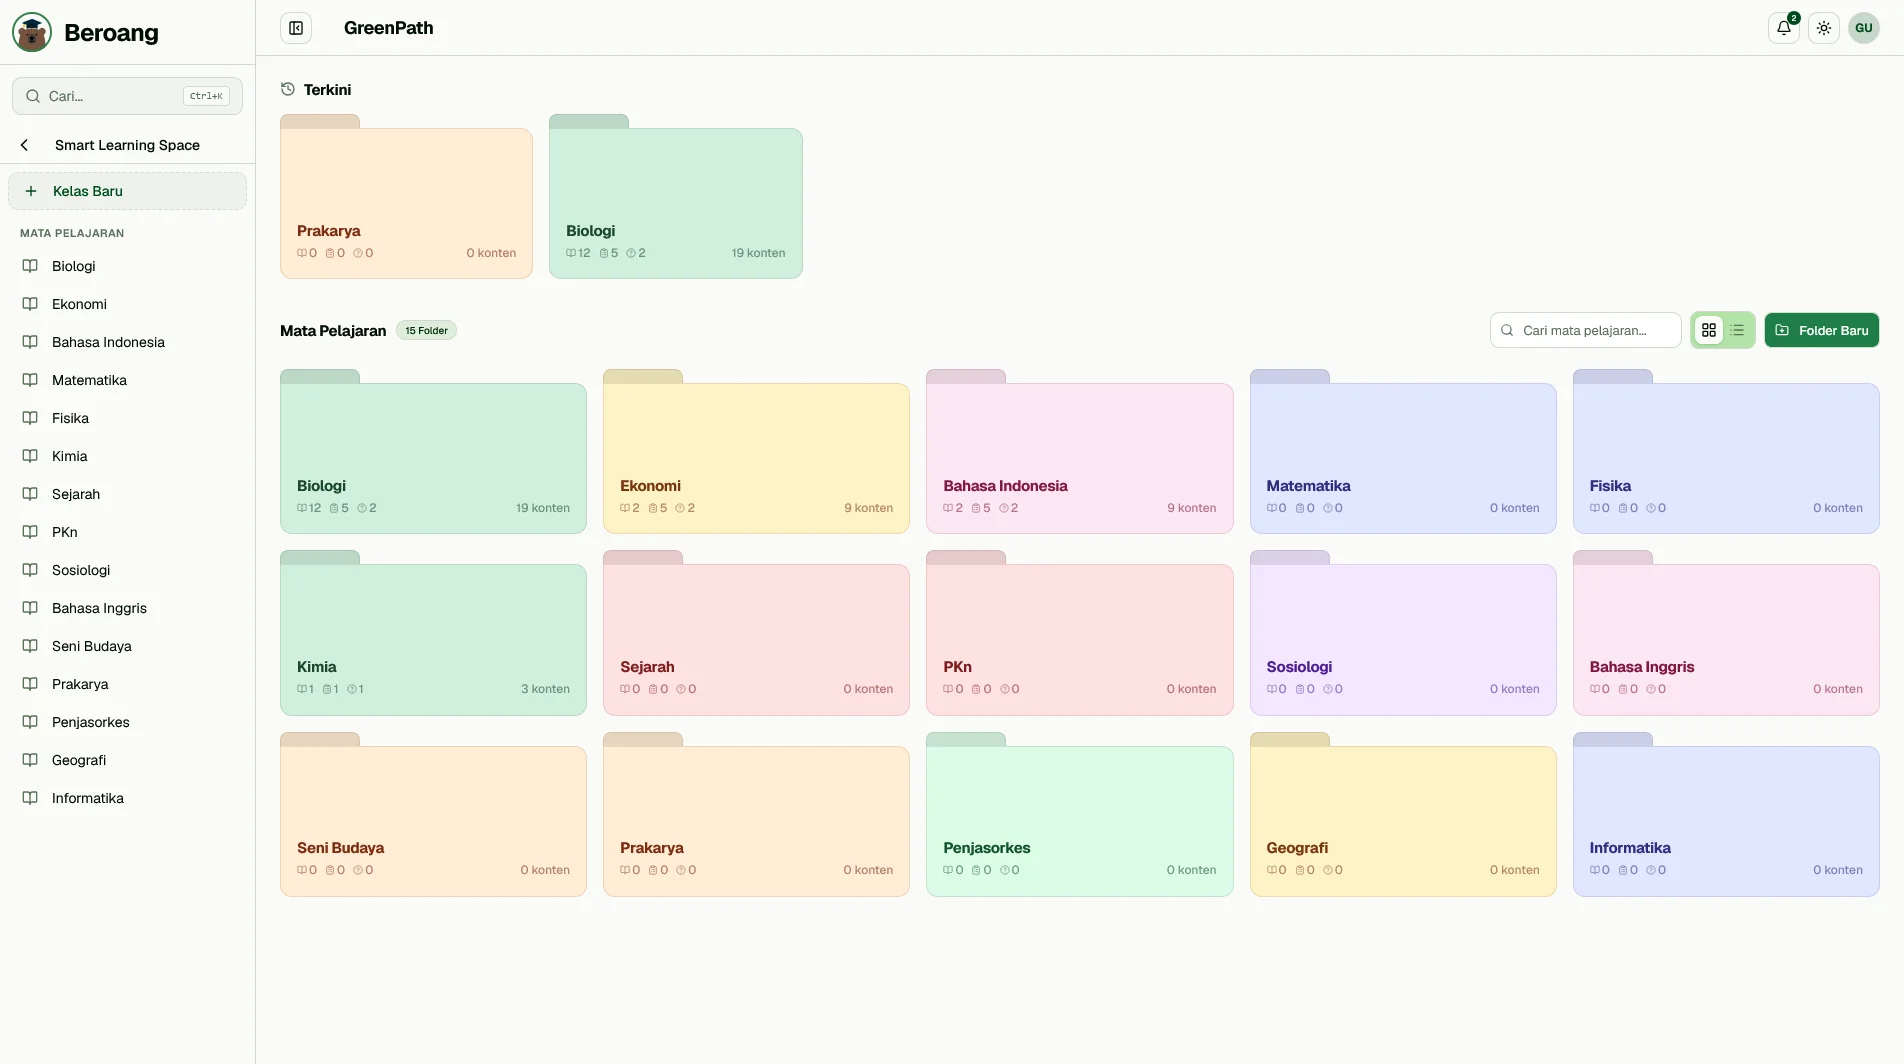 Beroang
Cari...
Ctrl+K
Smart Learning Space
Kelas Baru
MATA PELAJARAN
Biologi
Ekonomi
Bahasa Indonesia
Matematika
Fisika
Kimia
Sejarah
PKn
Sosiologi
Bahasa Inggris
Seni Budaya
Prakarya
Penjasorkes
Geografi
Informatika
GreenPath
2
GU
Terkini
Prakarya
0 0 0 0 konten
Biologi
12 5 2 19 konten
Mata Pelajaran 15 Folder
Cari mata pelajaran...
Folder Baru
Biologi
12 5 2 19 konten
Ekonomi
2 5 2 9 konten
Bahasa Indonesia
2 5 2 9 konten
Matematika
0 0 0 0 konten
Fisika
0 0 0 0 konten
Kimia
1 1 1 3 konten
Sejarah
0 0 0 0 konten
PKn
0 0 0 0 konten
Sosiologi
0 0 0 0 konten
Bahasa Inggris
0 0 0 0 konten
Seni Budaya
0 0 0 0 konten
Prakarya
0 0 0 0 konten
Penjasorkes
0 0 0 0 konten
Geografi
0 0 0 0 konten
Informatika
0 0 0 0 konten